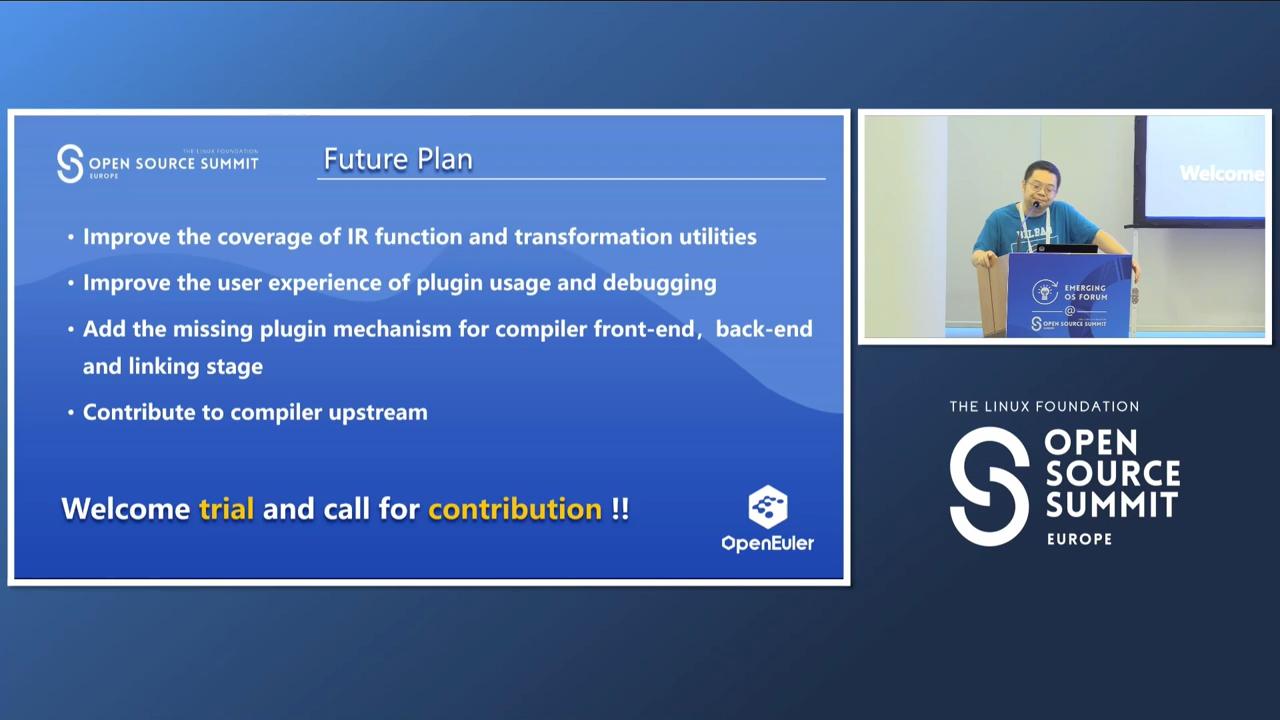 THE LINUX FOUNDATION
OPEN SOURCE SUMMIT
EUROPE
Future Plan
• Improve the coverage of IR function and transformation utilities
• Improve the user experience of plugin usage and debugging
• Add the missing plugin mechanism for compiler front-end，back-end
and linking stage
• Contribute to compiler upstream
Welcome trial and call for contribution !!
OpenEuler
Welcome
BILBAO
EMERGING
OS FORUM
@
OPEN SOURCE SUMMIT
THE LINUX FOUNDATION
OPEN
SOURCE
SUMMIT
EUROPE